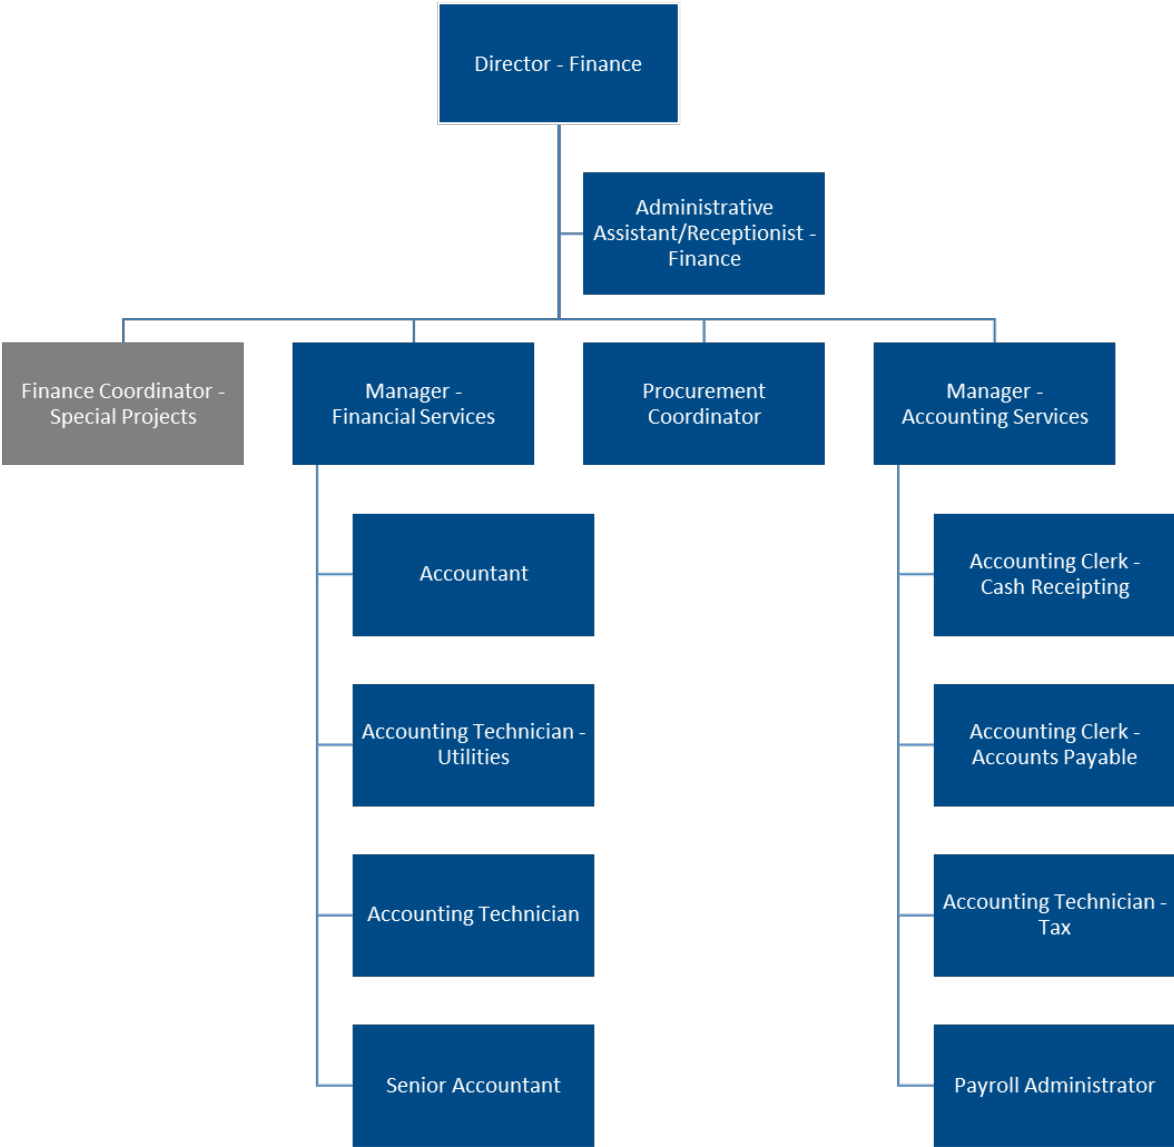 Director - Finance
Administrative
Assistant/Receptionist -
Finance
Finance Coordinator -
Special Projects
Manager -
Financial Services
Procurement
Coordinator
Manager -
Accounting Services
Accountant
Accounting Technician -
Utilities
Accounting Technician
Senior Accountant
Accounting Clerk -
Cash Receipting
Accounting Clerk -
Accounts Payable
Accounting Technician -
Tax
Payroll Administrator